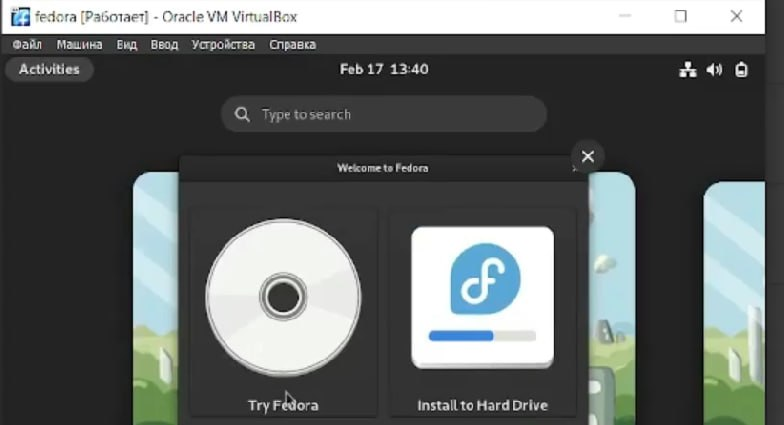 fedora [Работает] - Oracle VM VirtualBox
Файл Машина Вид Ввод Устройства Справка
Activities Feb 17 13:40
Type to search
Welcome to Fedora
Try Fedora Install to Hard Drive